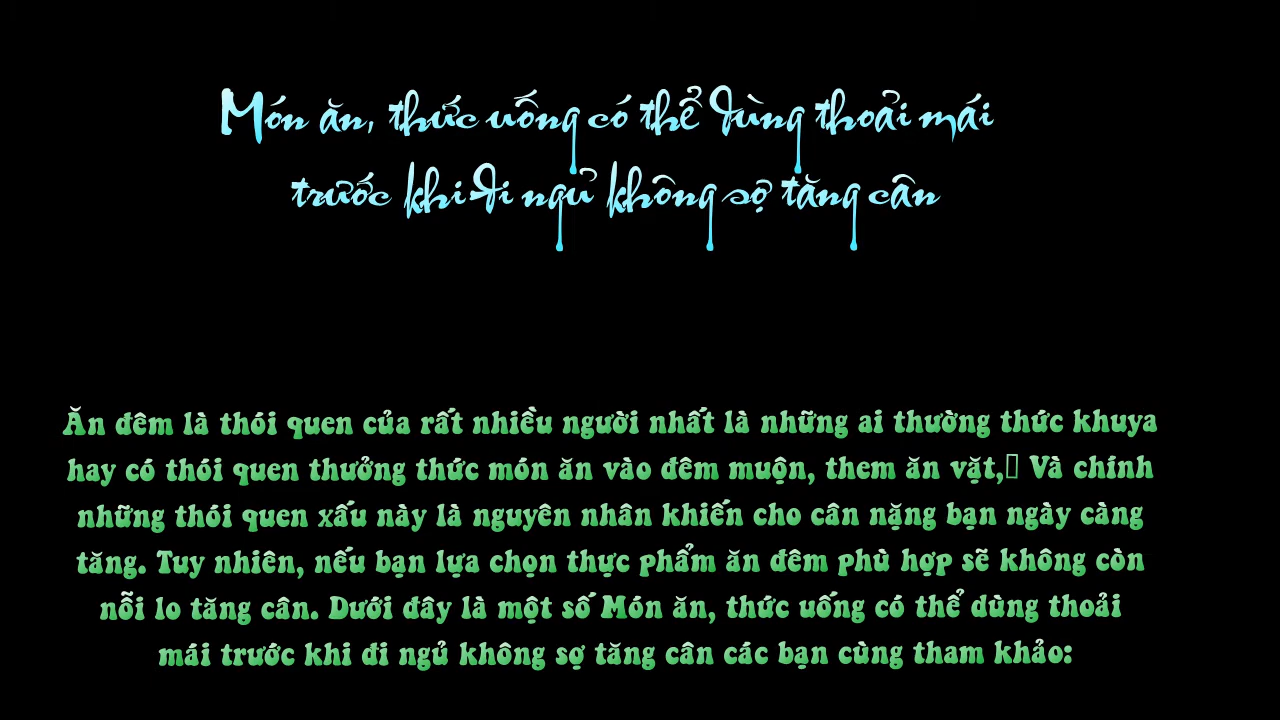 Món ăn, thức uống có thể dùng thoải mái
trước khi đi ngủ không sợ tăng cân
Ăn đêm là thói quen của rất nhiều người nhất là những ai thường thức khuya
hay có thói quen thưởng thức món ăn vào đêm muộn, them ăn vặt, Và chính
những thói quen xấu này là nguyên nhân khiến cho cân nặng bạn ngày càng
tăng. Tuy nhiên, nếu bạn lựa chọn thực phẩm ăn đêm phù hợp sẽ không còn
nỗi lo tăng cân. Dưới đây là một số Món ăn, thức uống có thể dùng thoải
mái trước khi đi ngủ không sợ tăng cân các bạn cùng tham khảo: